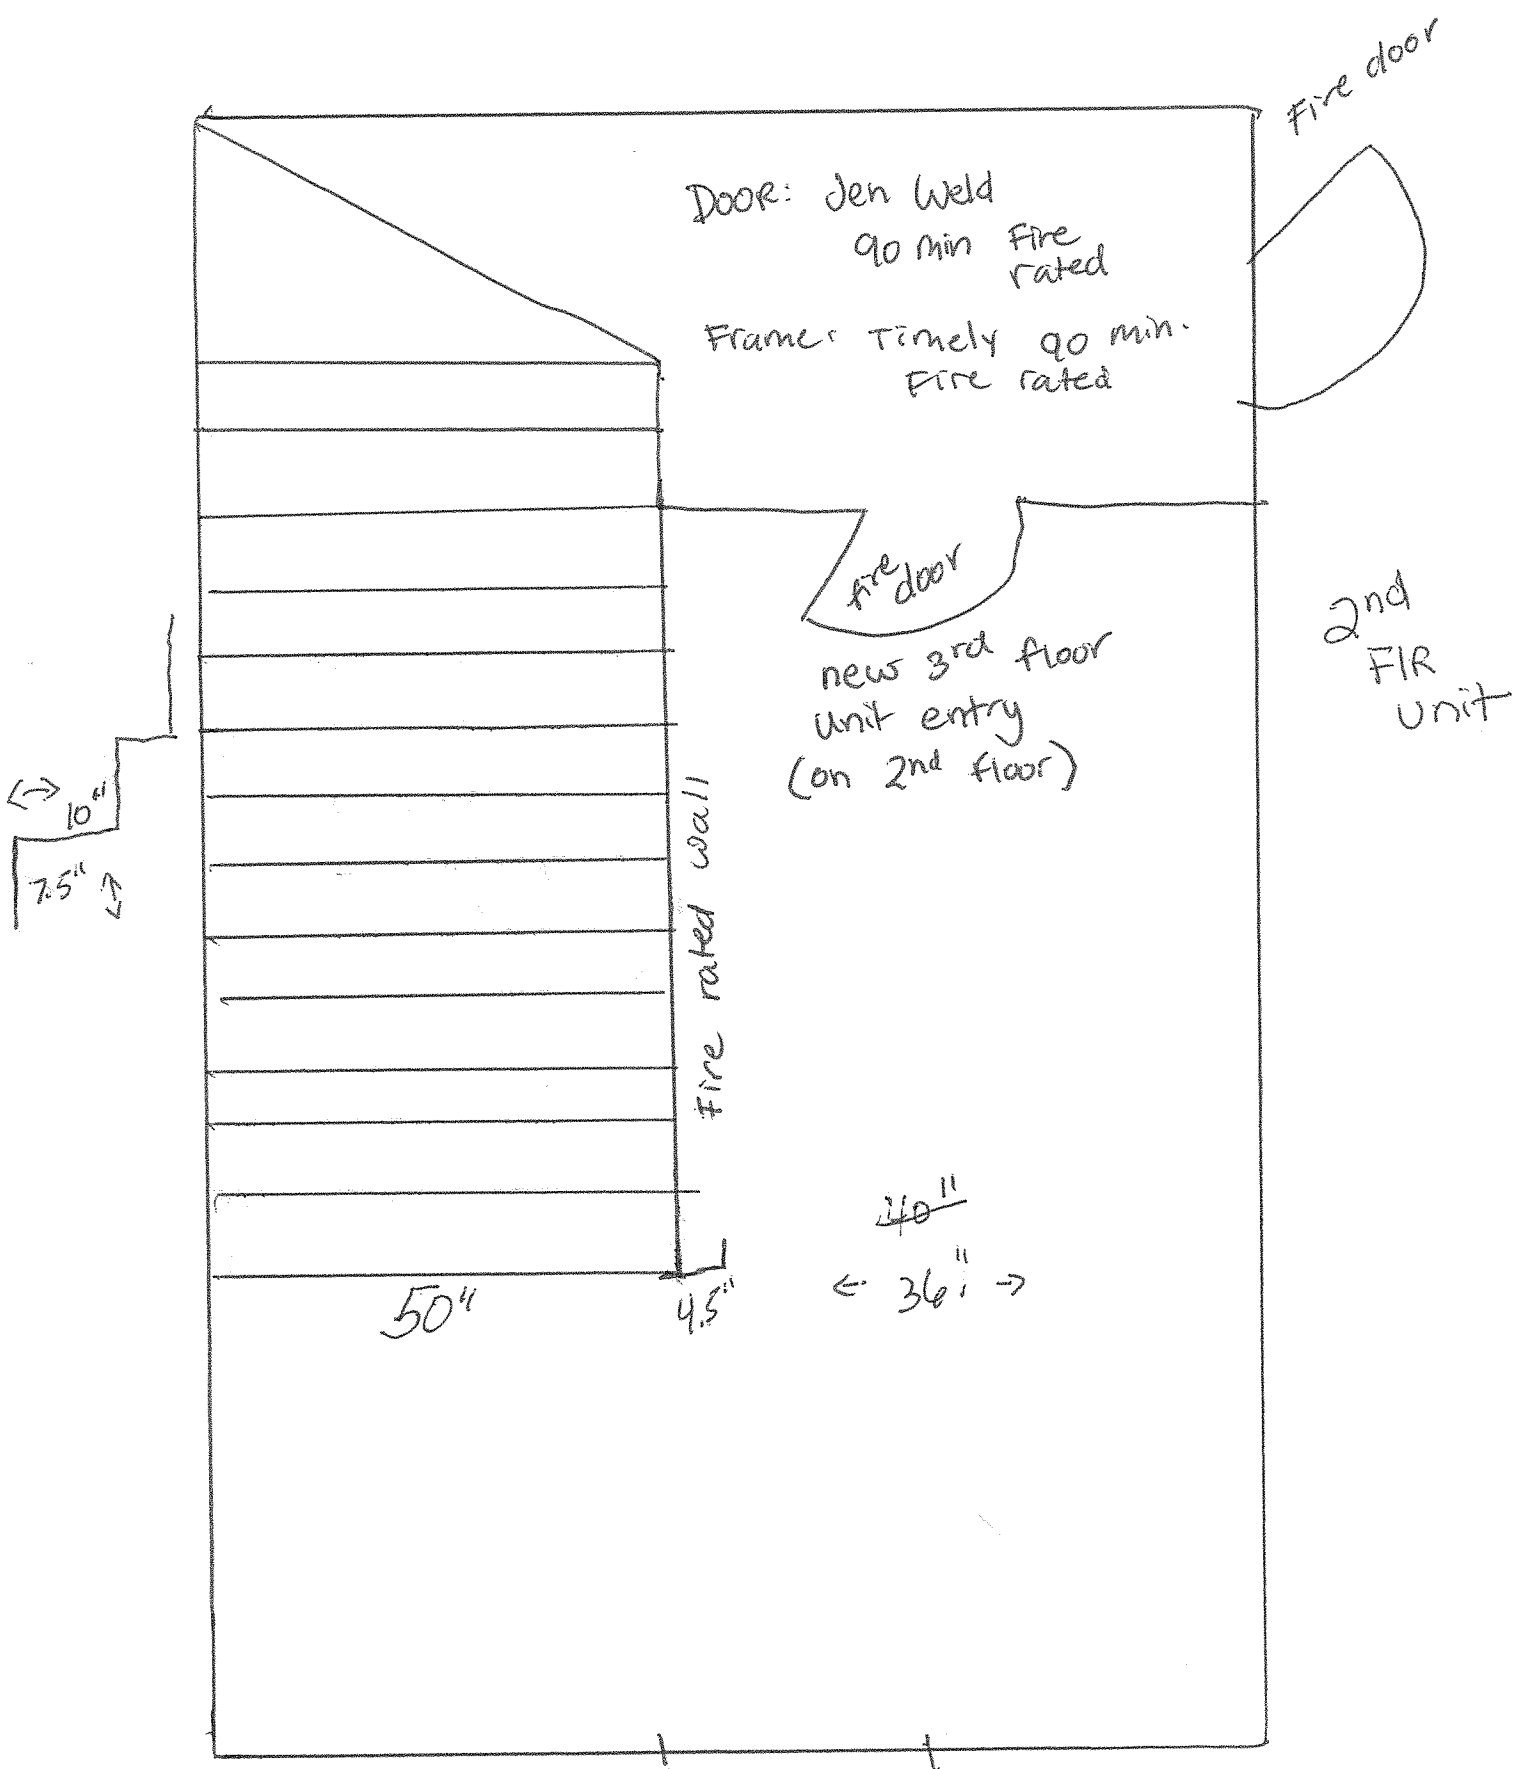 Fire door
DOOR: Jen Weld
90 min Fire
rated
Frame: Timely 90 min.
Fire rated
fire
door
new 3rd floor
unit entry
(on 2nd floor)
2nd
FlR
unit
10"
7.5"
Fire rated wall
40"
36"
50"
4.5"